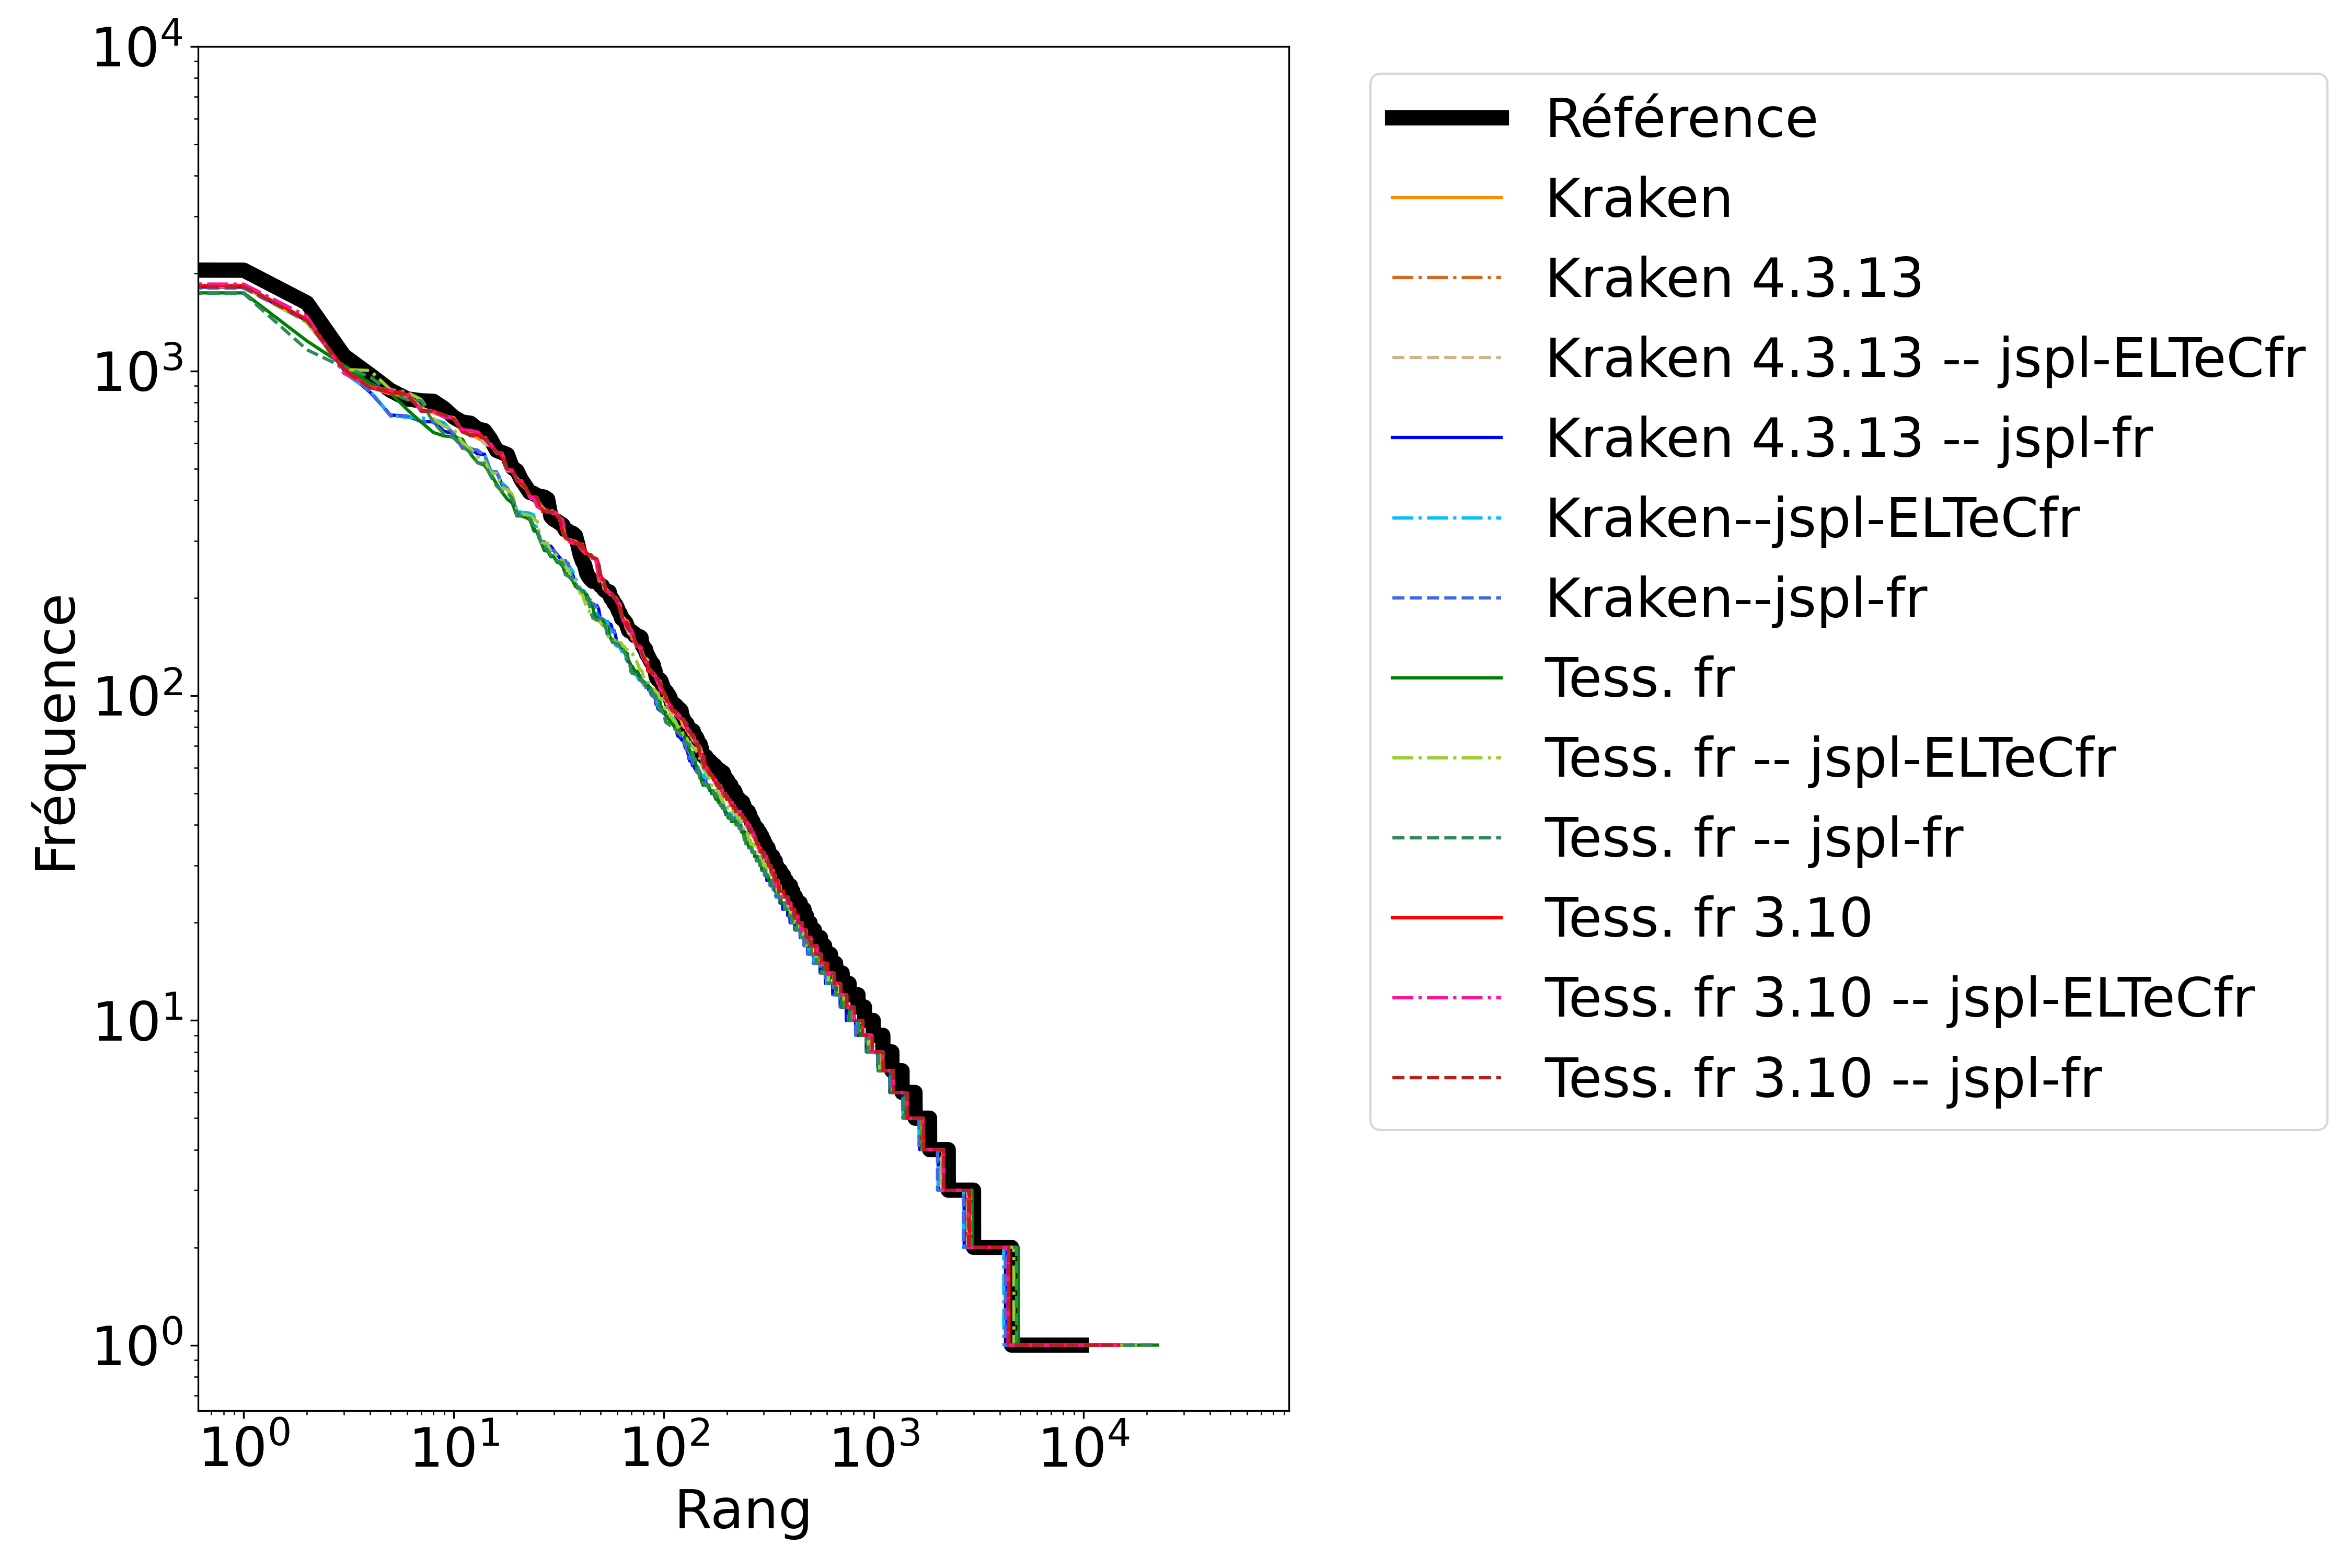 10⁴
10³
10²
10¹
10⁰
Fréquence
10⁰ 10¹ 10² 10³ 10⁴
Rang
Référence
Kraken
Kraken 4.3.13
Kraken 4.3.13 -- jspl-ELTeCfr
Kraken 4.3.13 -- jspl-fr
Kraken--jspl-ELTeCfr
Kraken--jspl-fr
Tess. fr
Tess. fr -- jspl-ELTeCfr
Tess. fr -- jspl-fr
Tess. fr 3.10
Tess. fr 3.10 -- jspl-ELTeCfr
Tess. fr 3.10 -- jspl-fr